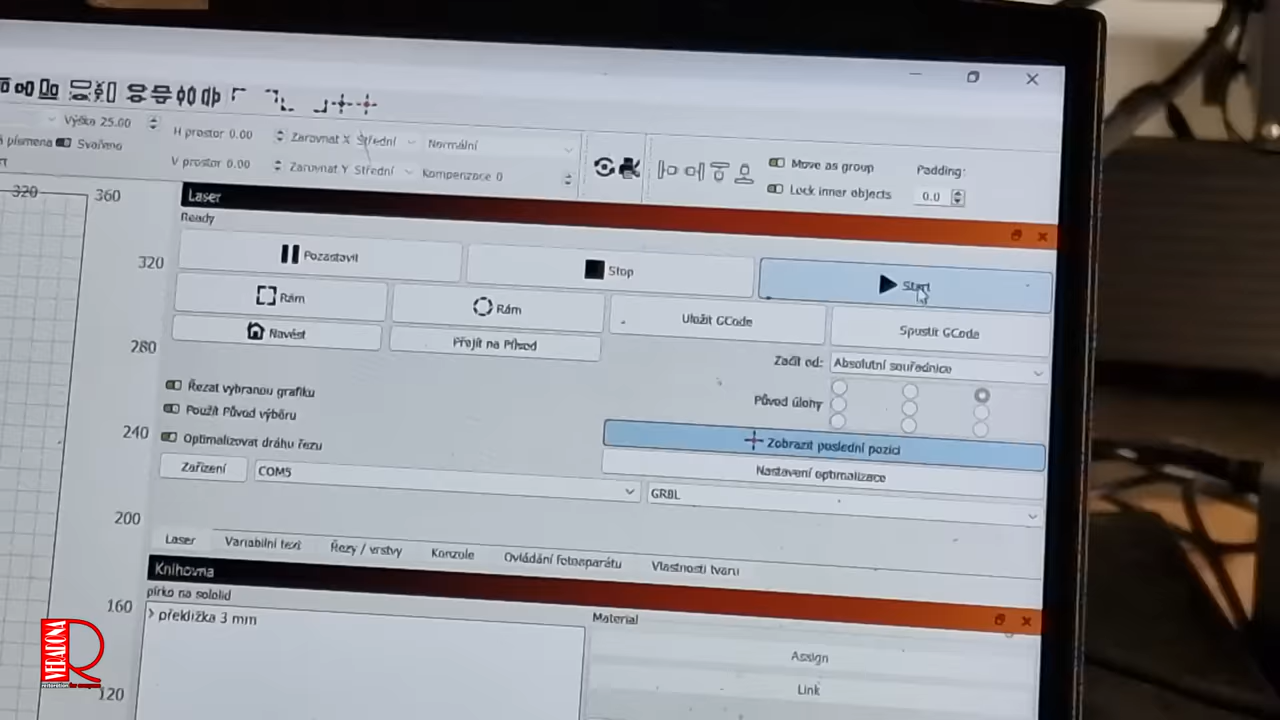 Výška 25.00
H prostor 0.00
Zarovnat X Střední
Normální
písmena
Svařeno
V prostor 0.00
Zarovnat Y Střední
Kompenzace 0
Move as group
Lock inner objects
Padding:
0.0
320
360
320
280
240
200
160
120
Laser
Ready
Pozastavit
Stop
Start
Rám
Rám
Uložit GCode
Spustit GCode
Navést
Přejít na Původ
Začít od:
Absolutní souřadnice
Původ úlohy
Řezat vybranou grafiku
Použít Původ výběru
Optimalizovat dráhu řezu
Zobrazit poslední pozici
Nastavení optimalizace
Zařízení
COM5
GRBL
Laser
Variabilní text
Řezy / vrstvy
Konzole
Ovládání fotoaparátu
Vlastnosti tvaru
Knihovna
pírko na sololid
překližka 3 mm
Material
Assign
Link
VERADONA
R